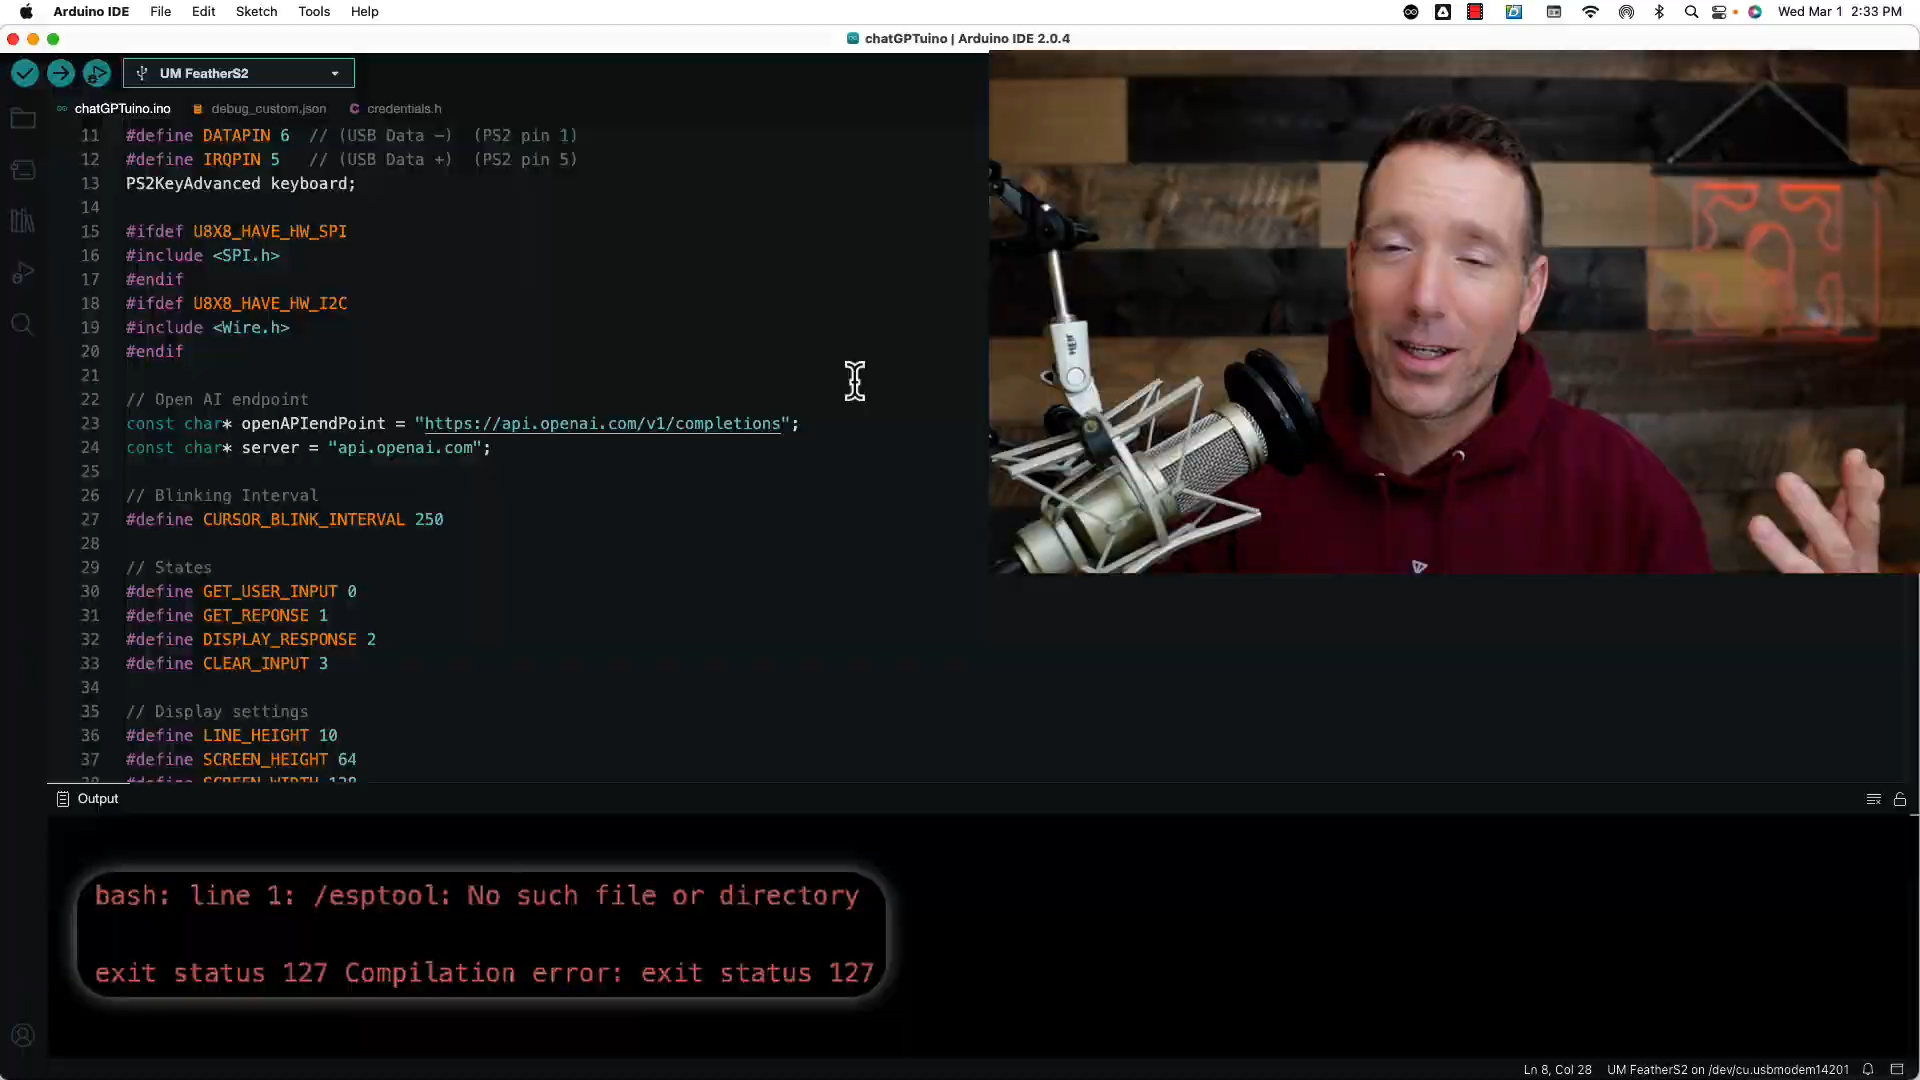 Arduino IDE File Edit Sketch Tools Help Wed Mar 1 2:33 PM
chatGPTuino | Arduino IDE 2.0.4
UM FeatherS2
chatGPTuino.ino debug_custom.json credentials.h
11 #define DATAPIN 6 // (USB Data –) (PS2 pin 1)
12 #define IRQPIN 5 // (USB Data +) (PS2 pin 5)
13 PS2KeyAdvanced keyboard;
14
15 #ifdef U8X8_HAVE_HW_SPI
16 #include <SPI.h>
17 #endif
18 #ifdef U8X8_HAVE_HW_I2C
19 #include <Wire.h>
20 #endif
21
22 // Open AI endpoint
23 const char* openAPIendPoint = "https://api.openai.com/v1/completions";
24 const char* server = "api.openai.com";
25
26 // Blinking Interval
27 #define CURSOR_BLINK_INTERVAL 250
28
29 // States
30 #define GET_USER_INPUT 0
31 #define GET_REPONSE 1
32 #define DISPLAY_RESPONSE 2
33 #define CLEAR_INPUT 3
34
35 // Display settings
36 #define LINE_HEIGHT 10
37 #define SCREEN_HEIGHT 64
38 #define SCREEN_WIDTH 128
Output
bash: line 1: /esptool: No such file or directory
exit status 127 Compilation error: exit status 127
Ln 8, Col 28 UM FeatherS2 on /dev/cu.usbmodem14201